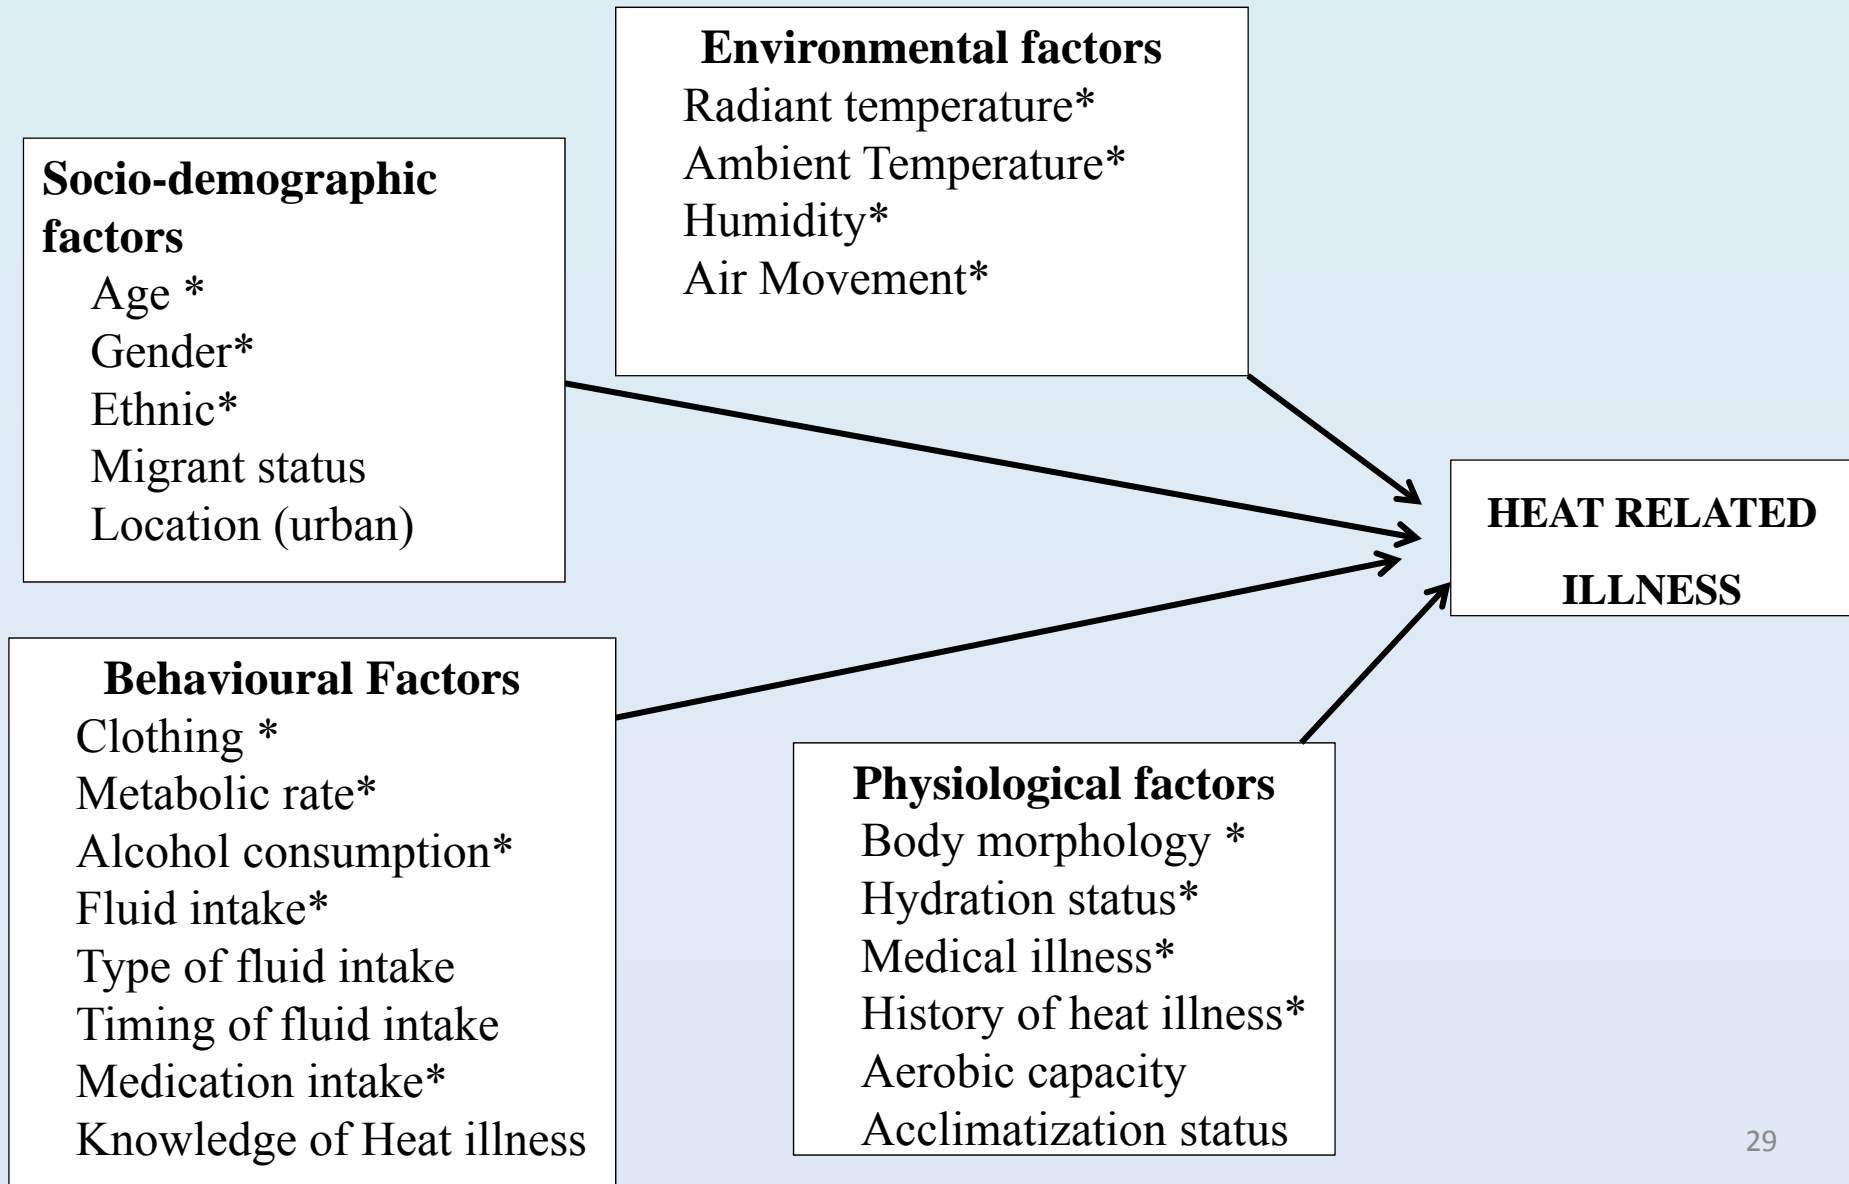 Environmental factors
Radiant temperature*
Ambient Temperature*
Humidity*
Air Movement*
Socio-demographic
factors
Age *
Gender*
Ethnic*
Migrant status
Location (urban)
HEAT RELATED
ILLNESS
Behavioural Factors
Clothing *
Metabolic rate*
Alcohol consumption*
Fluid intake*
Type of fluid intake
Timing of fluid intake
Medication intake*
Knowledge of Heat illness
Physiological factors
Body morphology *
Hydration status*
Medical illness*
History of heat illness*
Aerobic capacity
Acclimatization status
29